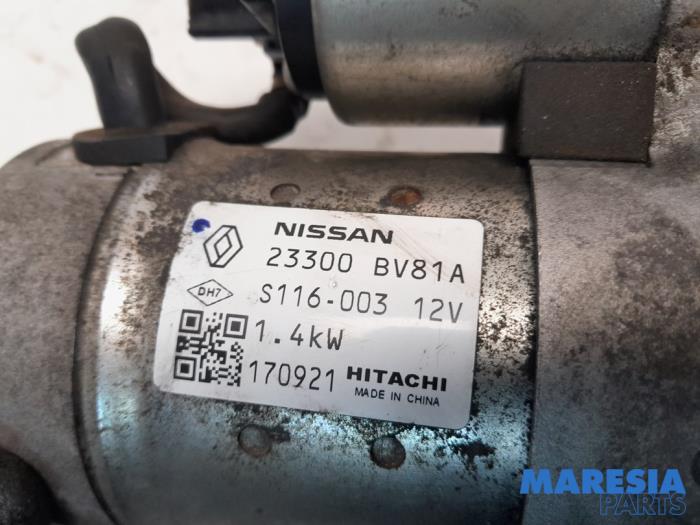 NISSAN
23300 BV81A
DH7 S116-003 12V
1.4kW
170921 HITACHI
MADE IN CHINA
MARESIA
PARTS